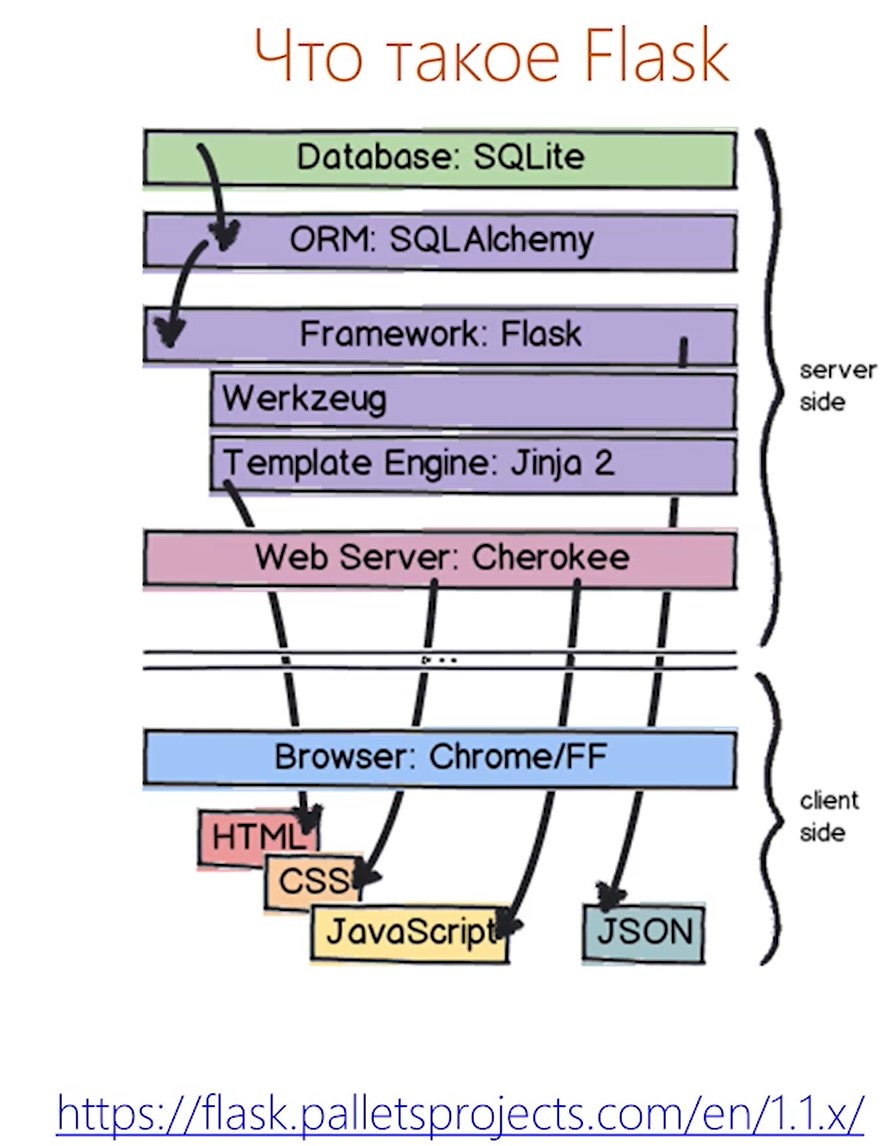 Что такое Flask
Database: SQLite
ORM: SQLAlchemy
Framework: Flask
Werkzeug
Template Engine: Jinja 2
Web Server: Cherokee
server
side
...
Browser: Chrome/FF
HTML
CSS
JavaScript
JSON
client
side
https://flask.palletsprojects.com/en/1.1.x/